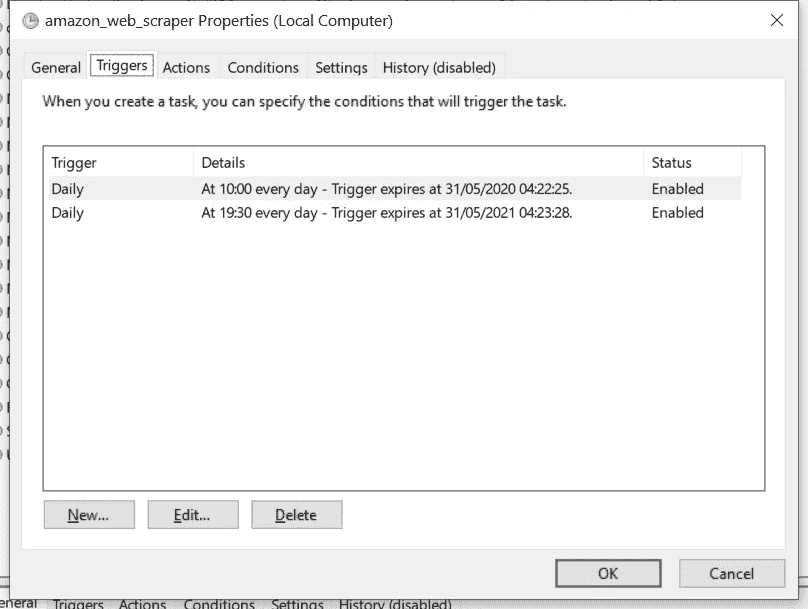 amazon_web_scraper Properties (Local Computer)
General Triggers Actions Conditions Settings History (disabled)
When you create a task, you can specify the conditions that will trigger the task.
Trigger Details Status
Daily At 10:00 every day - Trigger expires at 31/05/2020 04:22:25. Enabled
Daily At 19:30 every day - Trigger expires at 31/05/2021 04:23:28. Enabled
New... Edit... Delete
OK Cancel
Triggers Actions Conditions Settings History (disabled)